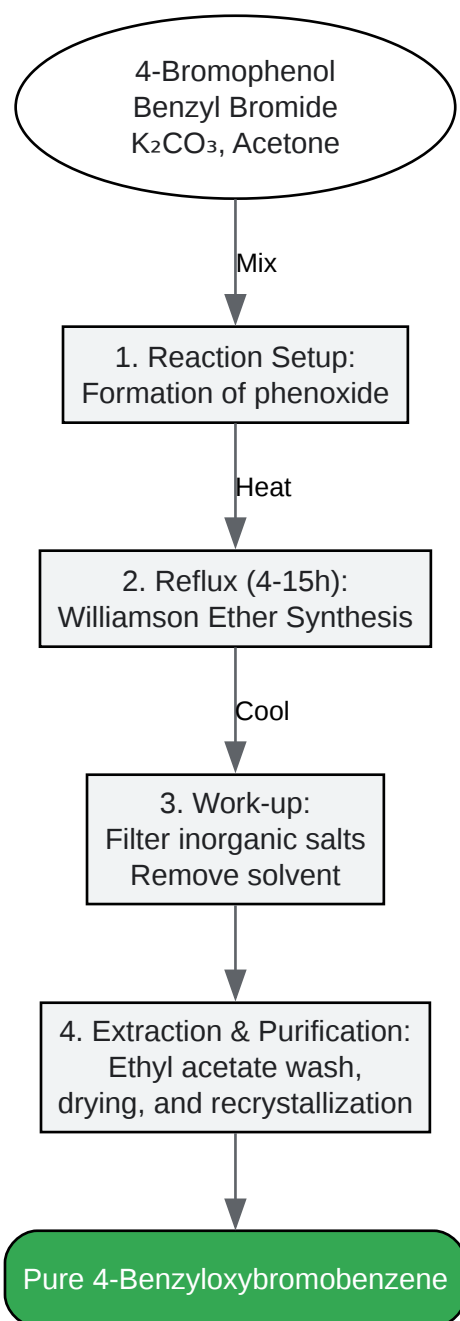 4-Bromophenol
Benzyl Bromide
K₂CO₃, Acetone
Mix
1. Reaction Setup:
Formation of phenoxide
Heat
2. Reflux (4-15h):
Williamson Ether Synthesis
Cool
3. Work-up:
Filter inorganic salts
Remove solvent
4. Extraction & Purification:
Ethyl acetate wash,
drying, and recrystallization
Pure 4-Benzyloxybromobenzene